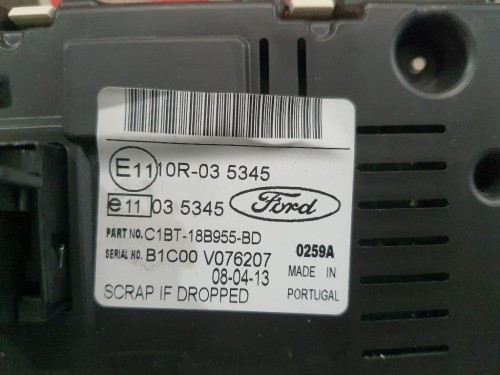 E11 10R-03 5345
e11 03 5345 Ford
PART NO. C1BT-18B955-BD
SERIAL NO. B1C00 V076207 0259A
08-04-13 MADE IN
SCRAP IF DROPPED PORTUGAL